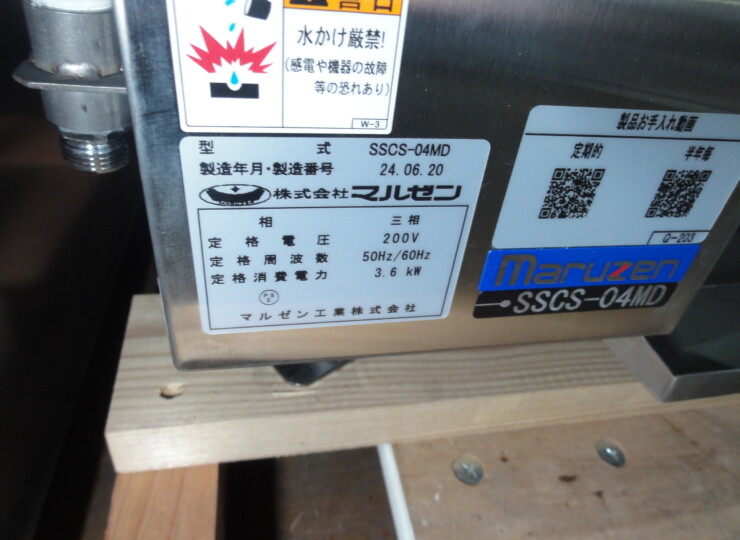 警告
水かけ厳禁!
(感電や機器の故障
等の恐れあり)
W-3
型 式 SSCS-04MD
製造年月・製造番号 24.06.20
株式会社マルゼン
相 三相
定格電圧 200V
定格周波数 50Hz/60Hz
定格消費電力 3.6 kW
PS
E
マルゼン工業株式会社
製品お手入れ動画
定期的 半年毎
Q-203
Maruzen
SSCS-04MD